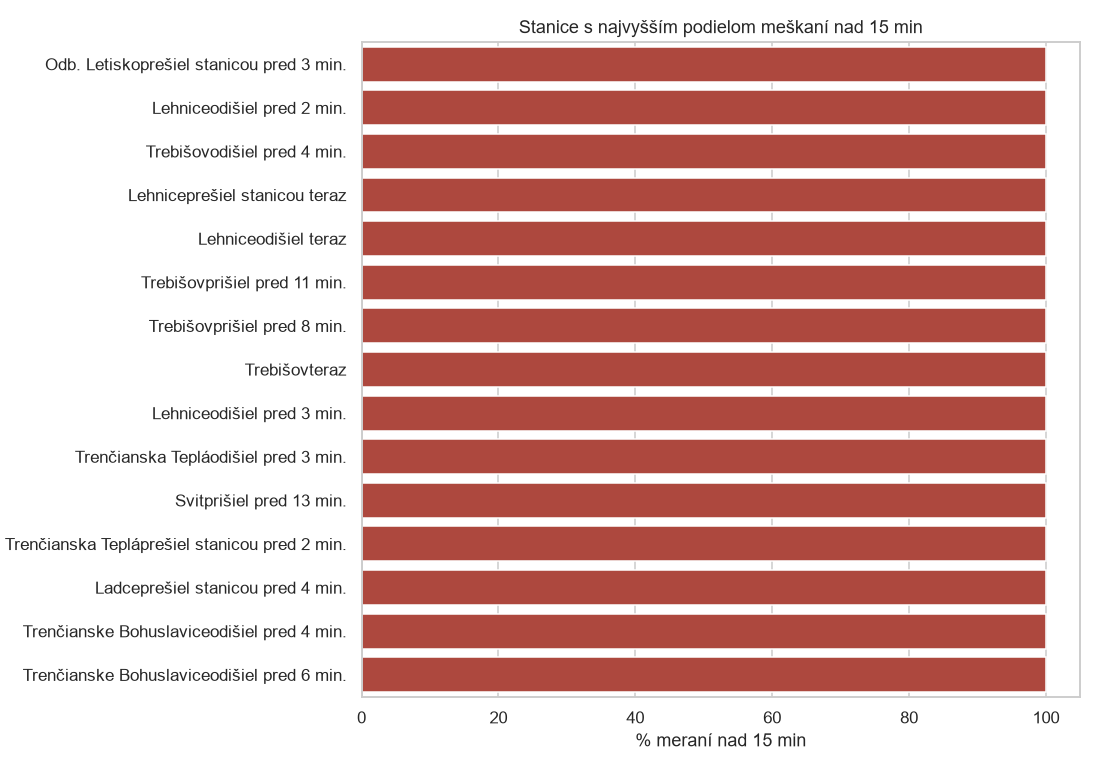 Stanice s najvyšším podielom meškaní nad 15 min
Odb. Letiskoprešiel stanicou pred 3 min.
Lehniceodišiel pred 2 min.
Trebišovodišiel pred 4 min.
Lehniceprešiel stanicou teraz
Lehniceodišiel teraz
Trebišovprišiel pred 11 min.
Trebišovprišiel pred 8 min.
Trebišovteraz
Lehniceodišiel pred 3 min.
Trenčianska Tepláodišiel pred 3 min.
Svitprišiel pred 13 min.
Trenčianska Tepláprešiel stanicou pred 2 min.
Ladceprešiel stanicou pred 4 min.
Trenčianske Bohuslaviceodišiel pred 4 min.
Trenčianske Bohuslaviceodišiel pred 6 min.
0 20 40 60 80 100
% meraní nad 15 min